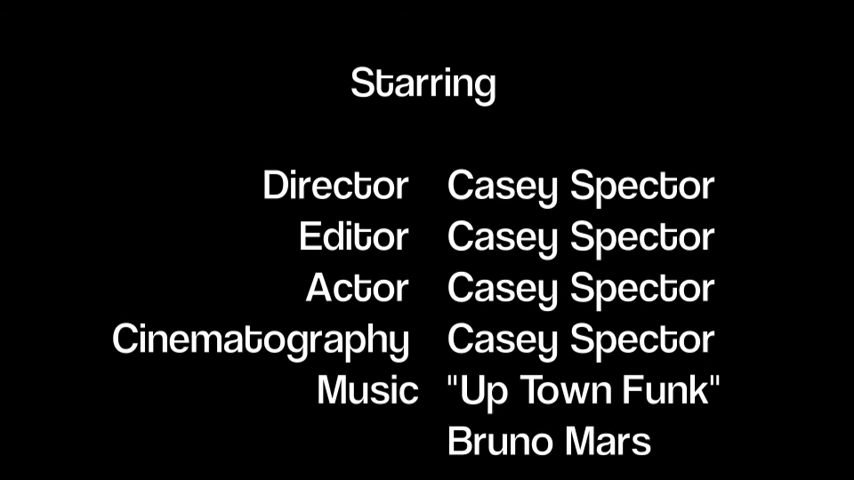 Starring
Director Casey Spector
Editor Casey Spector
Actor Casey Spector
Cinematography Casey Spector
Music "Up Town Funk"
Bruno Mars